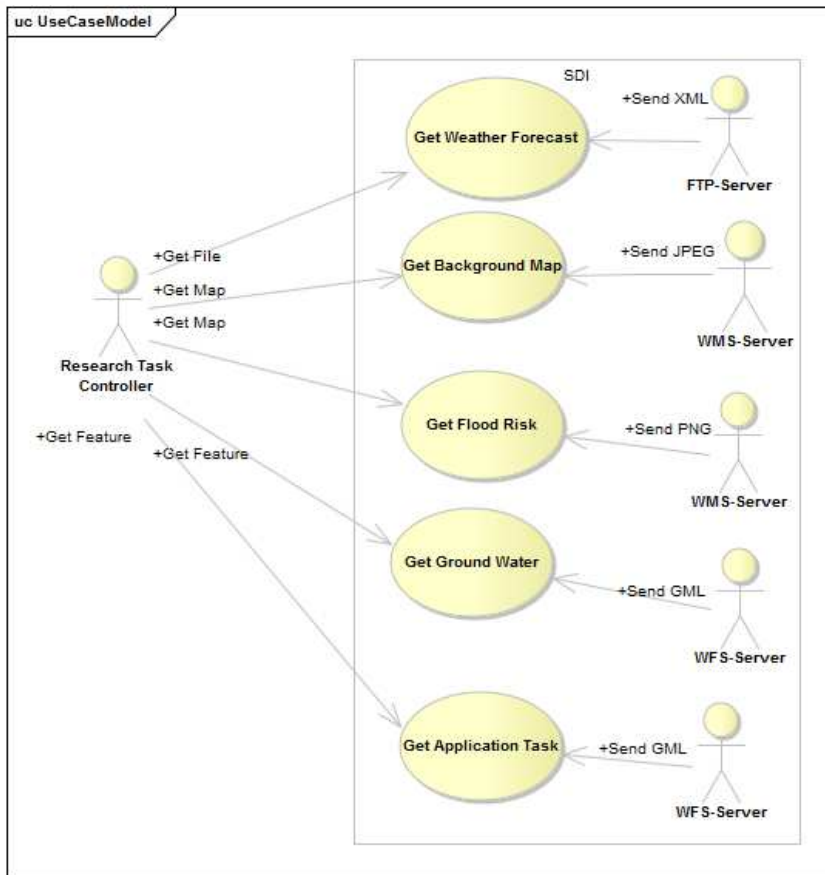 uc UseCaseModel
SDI
+Send XML
Get Weather Forecast
FTP-Server
+Get File
+Send JPEG
Get Background Map
+Get Map
+Get Map
WMS-Server
Research Task
Controller
Get Flood Risk
+Send PNG
+Get Feature
+Get Feature
WMS-Server
Get Ground Water
+Send GML
WFS-Server
Get Application Task
+Send GML
WFS-Server